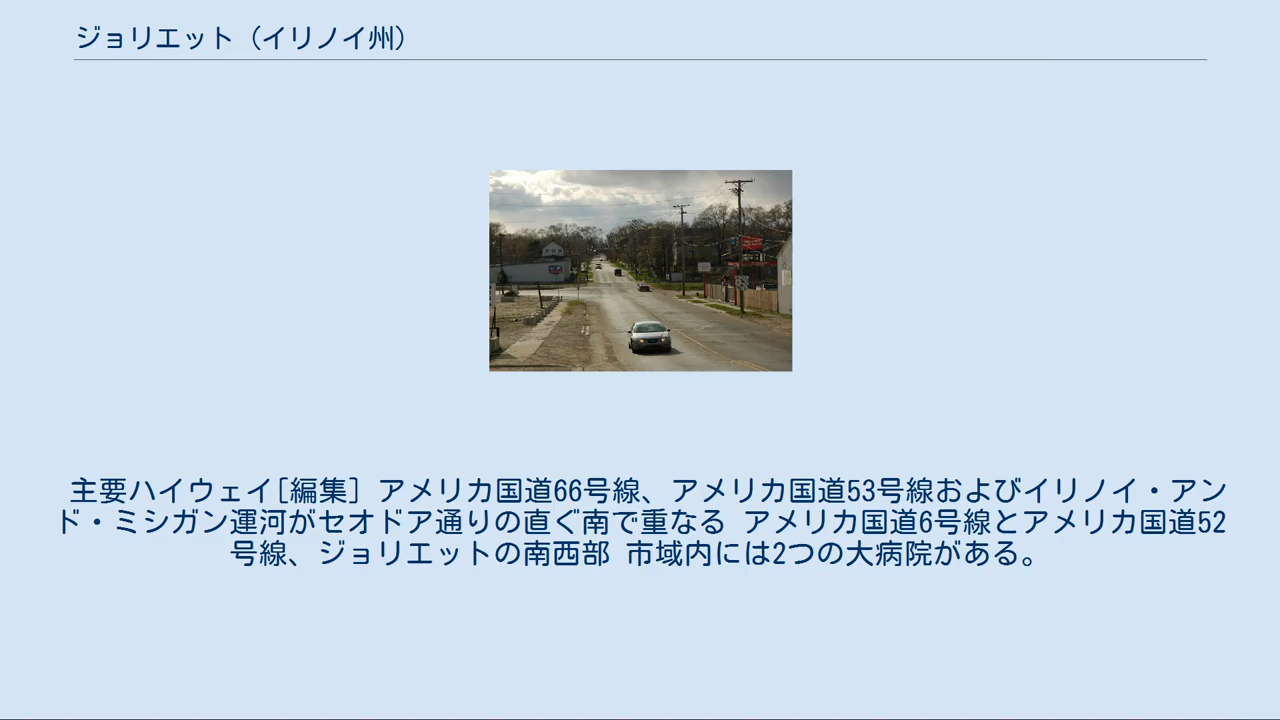 ジョリエット（イリノイ州）
主要ハイウェイ[編集] アメリカ国道66号線、アメリカ国道53号線およびイリノイ・アン
ド・ミシガン運河がセオドア通りの直ぐ南で重なる アメリカ国道6号線とアメリカ国道52
号線、ジョリエットの南西部 市域内には2つの大病院がある。